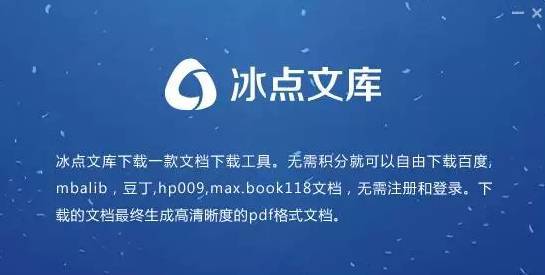 冰点文库
冰点文库下载一款文档下载工具。无需积分就可以自由下载百度,
mbalib，豆丁,hp009,max.book118文档，无需注册和登录。下
载的文档最终生成高清晰度的pdf格式文档。